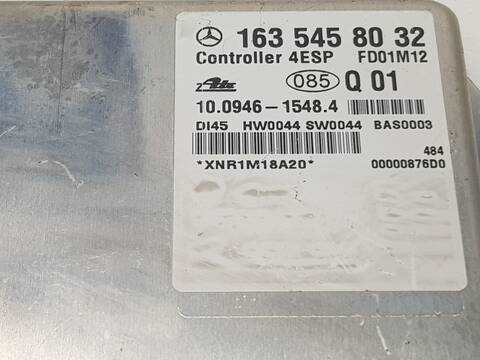 163 545 80 32
Controller 4ESP FD01M12
Ate 085 Q 01
10.0946-1548.4
DI45 HW0044 SW0044 BAS0003
484
*XNR1M18A20* 00000876D0